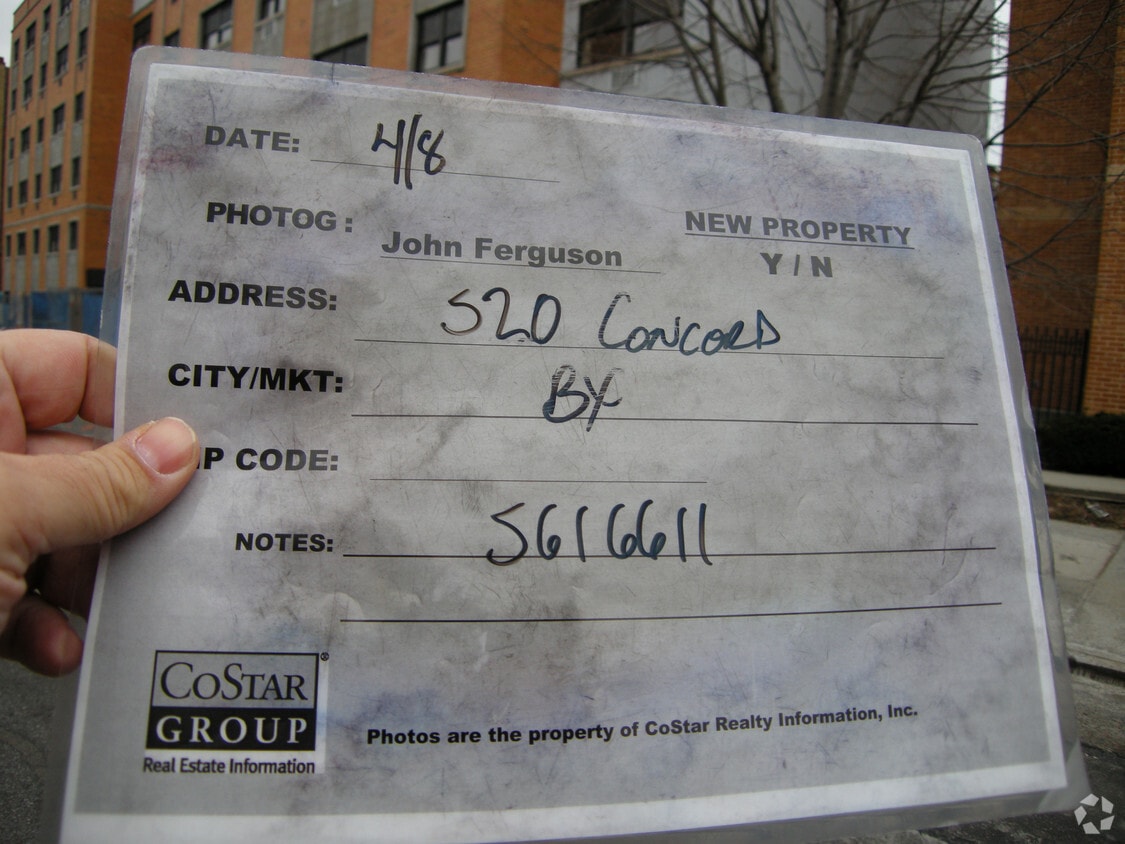 DATE: 4/8
PHOTOG: John Ferguson
NEW PROPERTY
Y / N
ADDRESS: 520 CONCORD
CITY/MKT: BX
IP CODE:
NOTES: 5616611
COSTAR ®
GROUP
Real Estate Information
Photos are the property of CoStar Realty Information, Inc.